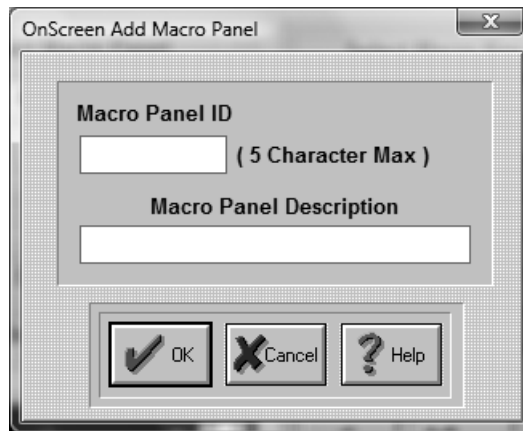 OnScreen Add Macro Panel
X
Macro Panel ID
( 5 Character Max )
Macro Panel Description
OK
Cancel
Help